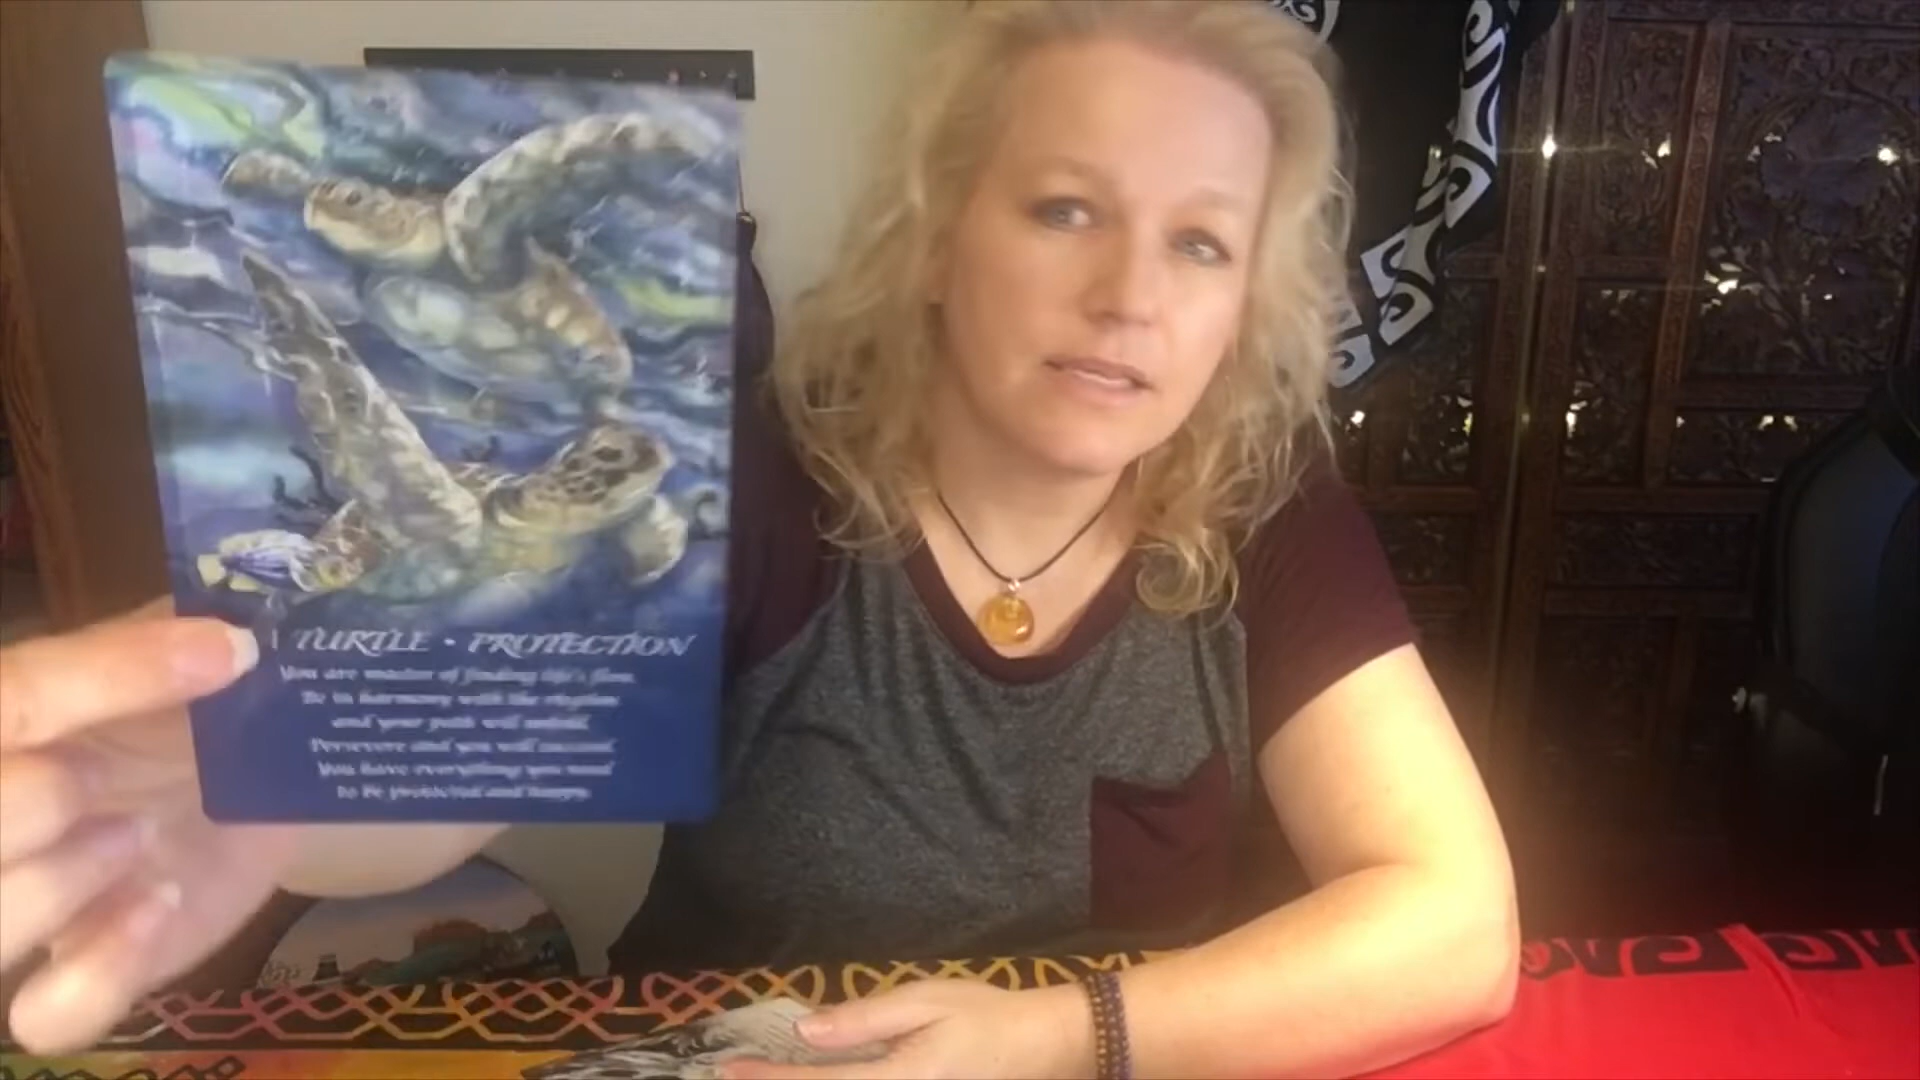 TURTLE • PROTECTION
You are master of finding life's flow.
Be in harmony with the rhythm
and your path will unfold.
Persevere and you will succeed.
You have everything you need
to be protected and happy.